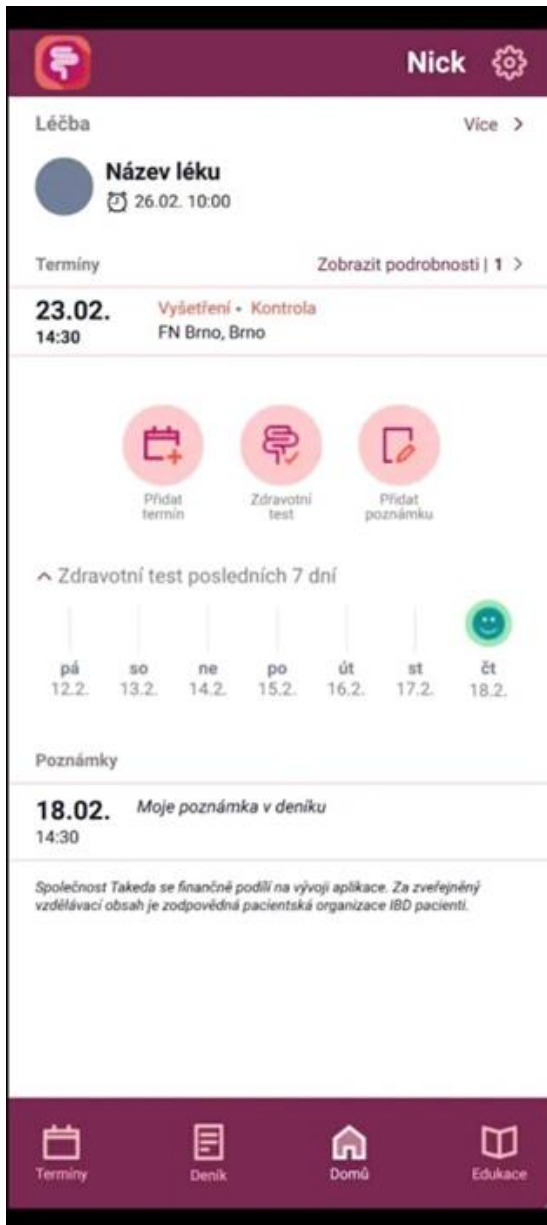 Nick
Léčba
Více >
Název léku
26.02. 10:00
Termíny
Zobrazit podrobnosti | 1 >
23.02.
14:30
Vyšetření • Kontrola
FN Brno, Brno
Přidat
termín
Zdravotní
test
Přidat
poznámku
Zdravotní test posledních 7 dní
pá so ne po út st čt
12.2. 13.2. 14.2. 15.2. 16.2. 17.2. 18.2.
Poznámky
18.02.
14:30
Moje poznámka v deníku
Společnost Takeda se finančně podílí na vývoji aplikace. Za zveřejněný
vzdělávací obsah je zodpovědná pacientská organizace IBD pacienti.
Termíny Deník Domů Edukace